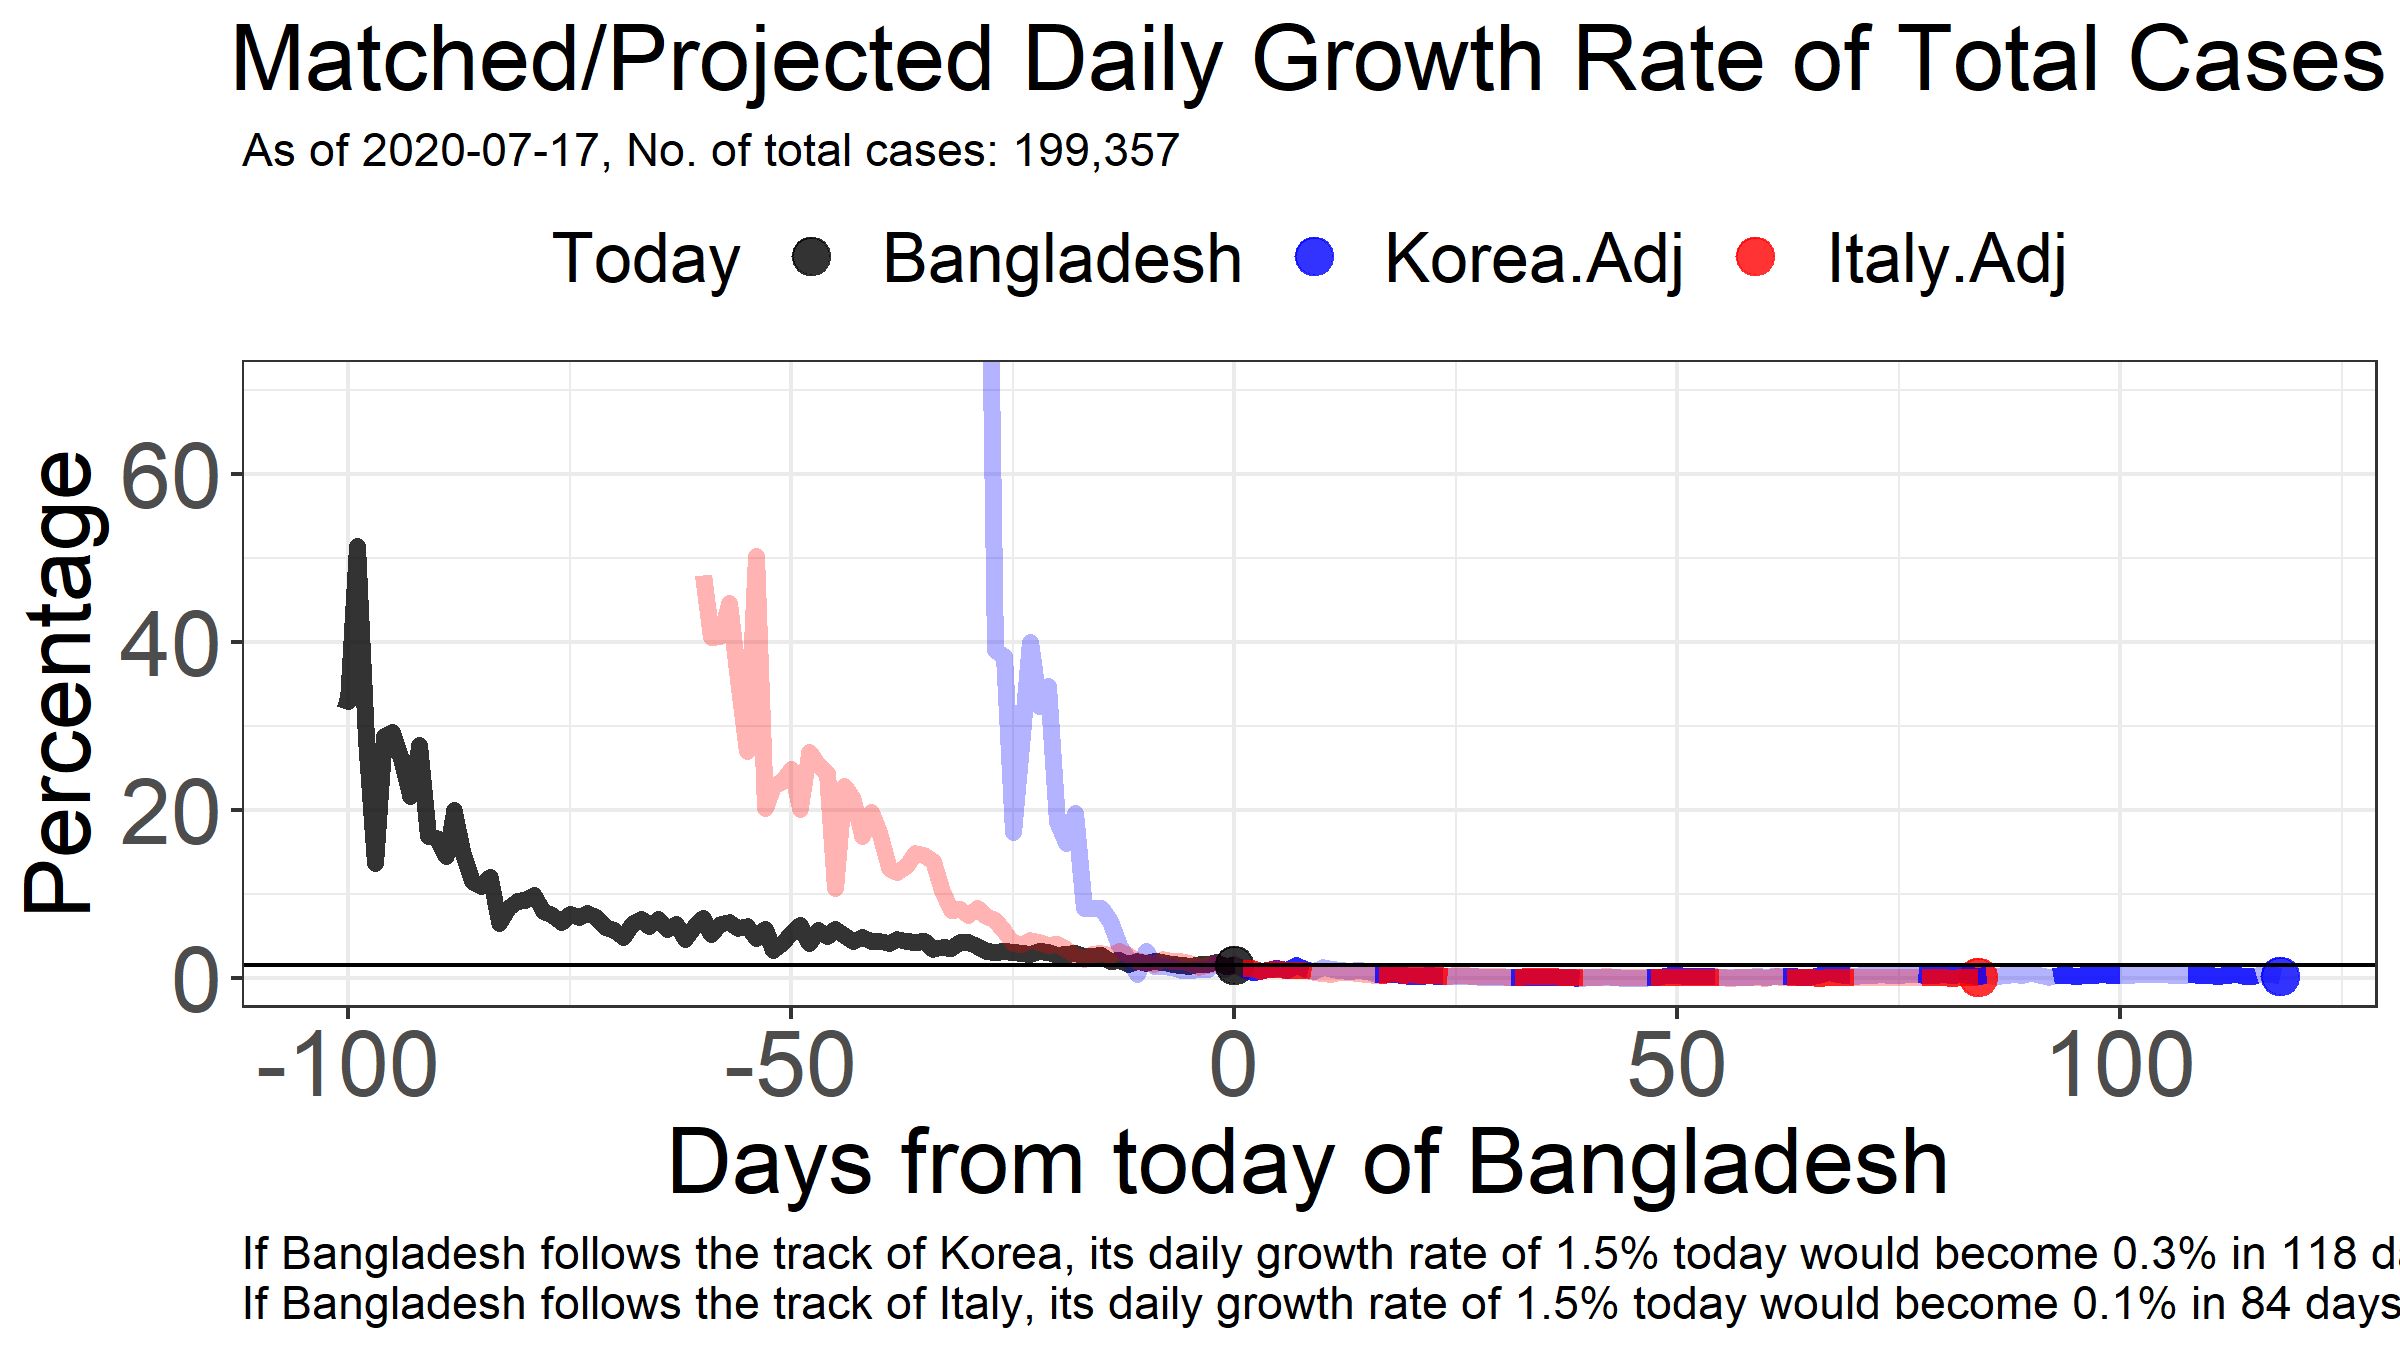 Matched/Projected Daily Growth Rate of Total Cases
As of 2020-07-17, No. of total cases: 199,357
Today Bangladesh Korea.Adj Italy.Adj
Percentage
60
40
20
0
-100 -50 0 50 100
Days from today of Bangladesh
If Bangladesh follows the track of Korea, its daily growth rate of 1.5% today would become 0.3% in 118
If Bangladesh follows the track of Italy, its daily growth rate of 1.5% today would become 0.1% in 84 days